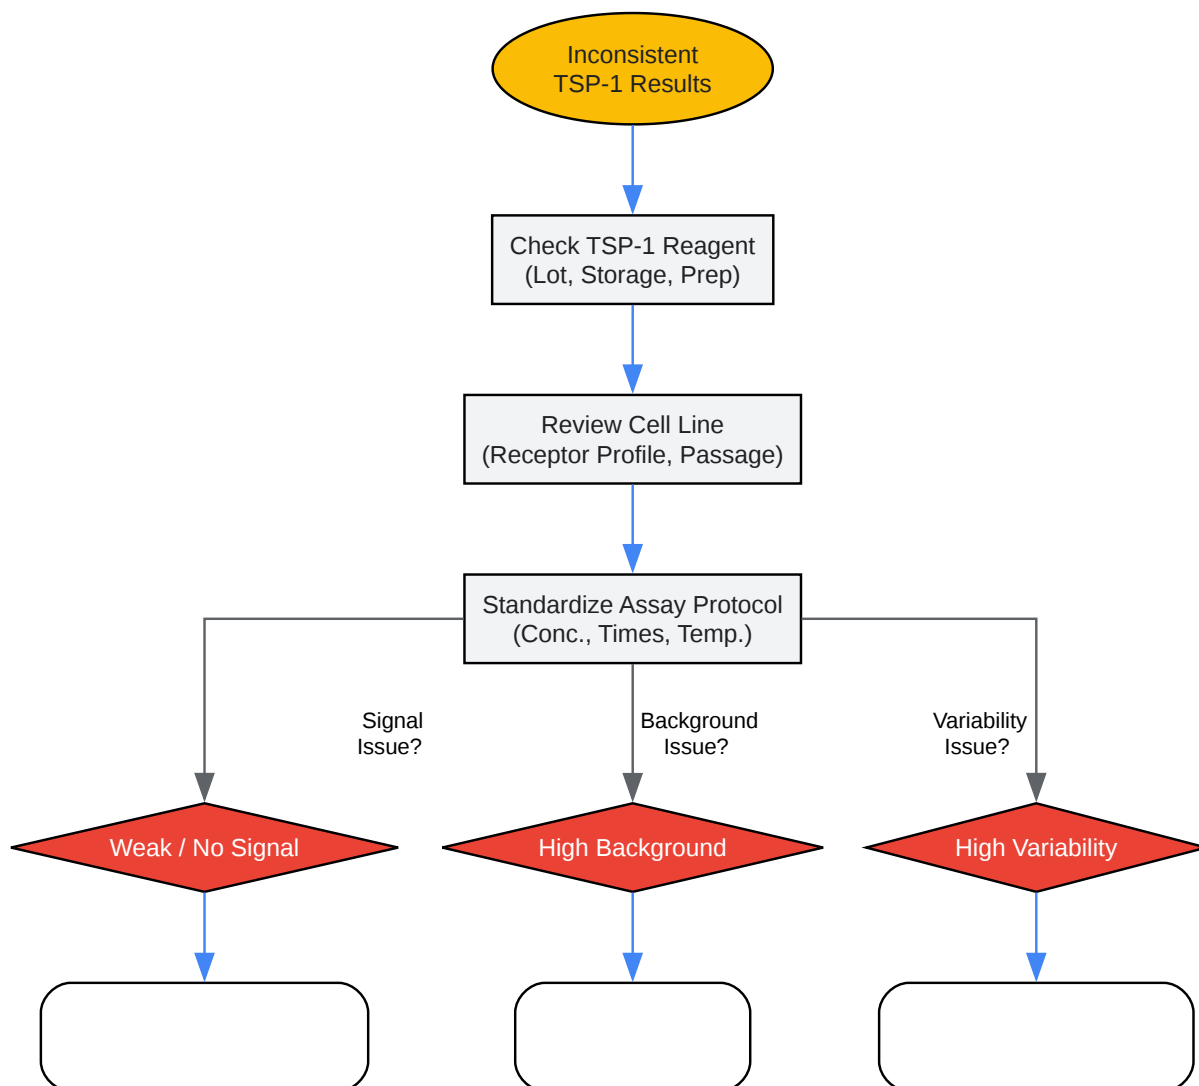 Inconsistent
TSP-1 Results
Check TSP-1 Reagent
(Lot, Storage, Prep)
Review Cell Line
(Receptor Profile, Passage)
Standardize Assay Protocol
(Conc., Times, Temp.)
Signal
Issue?
Background
Issue?
Variability
Issue?
Weak / No Signal
High Background
High Variability